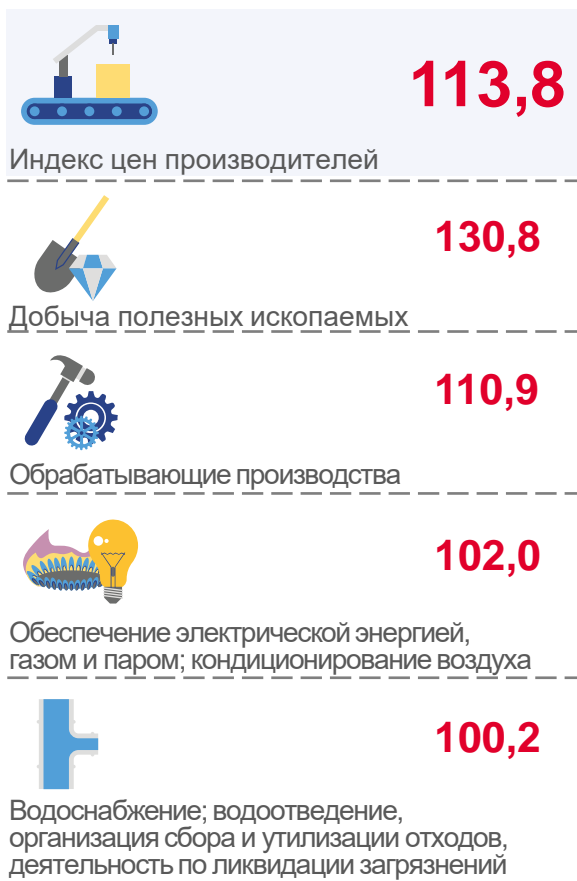 113,8
Индекс цен производителей
130,8
Добыча полезных ископаемых
110,9
Обрабатывающие производства
102,0
Обеспечение электрической энергией,
газом и паром; кондиционирование воздуха
100,2
Водоснабжение; водоотведение,
организация сбора и утилизации отходов,
деятельность по ликвидации загрязнений